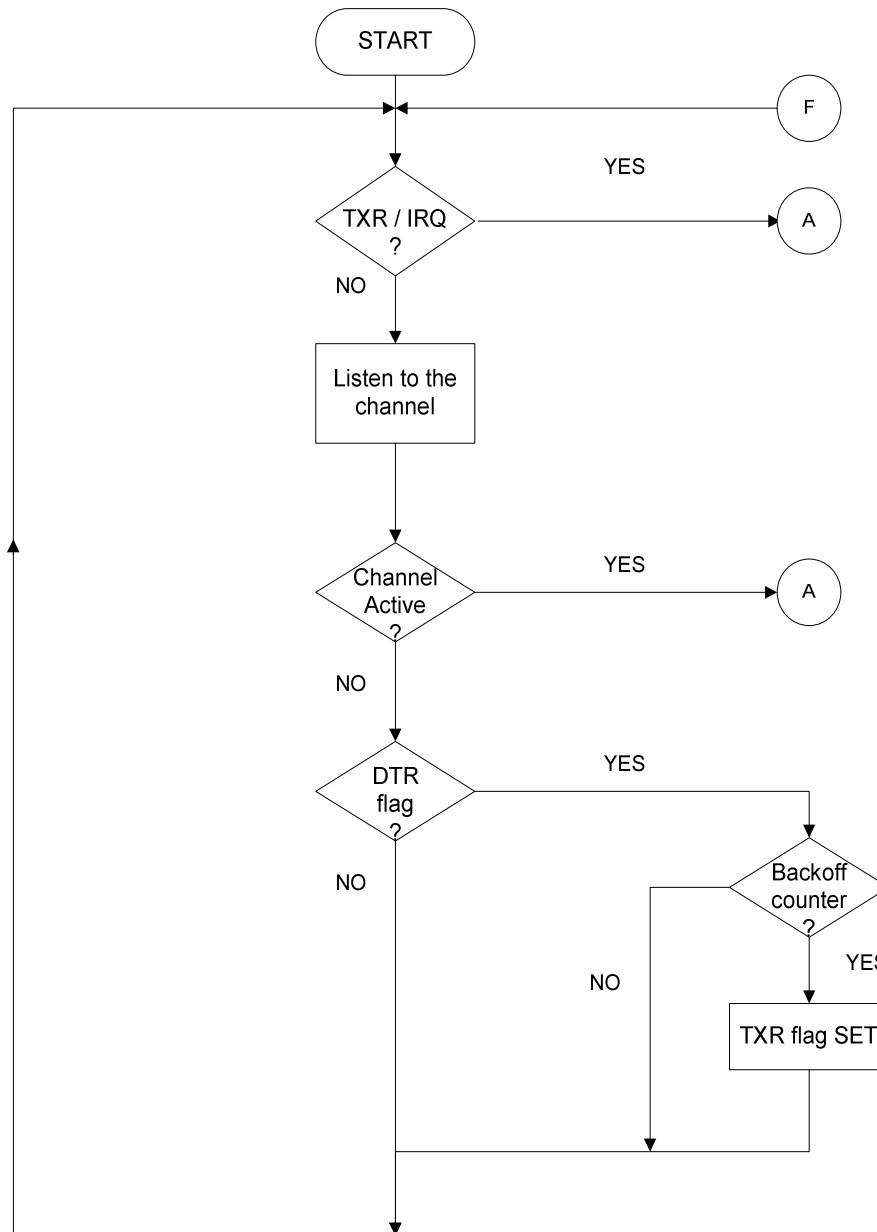 START
F
YES
TXR / IRQ
?
A
NO
Listen to the
channel
Channel
Active
?
YES
A
NO
DTR
flag
?
YES
NO
Backoff
counter
?
YES
NO
TXR flag SET